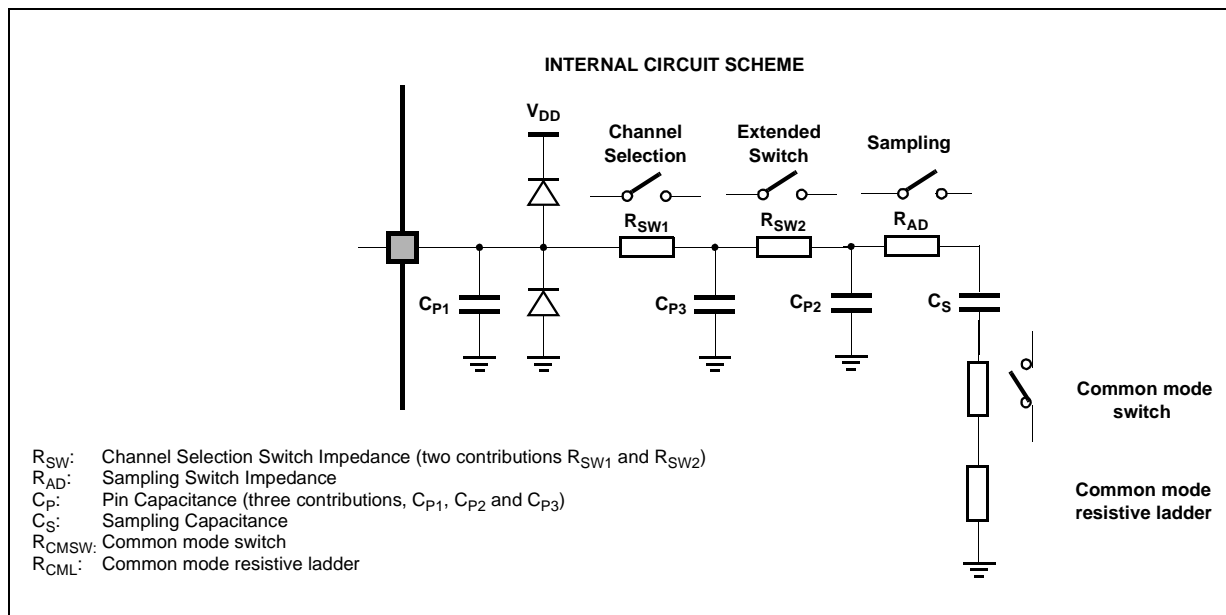 INTERNAL CIRCUIT SCHEME
VDD
Channel
Selection
Extended
Switch
Sampling
RSW1
RSW2
RAD
CP1
CP3
CP2
CS
Common mode
switch
Common mode
resistive ladder
RSW: Channel Selection Switch Impedance (two contributions RSW1 and RSW2)
RAD: Sampling Switch Impedance
CP: Pin Capacitance (three contributions, CP1, CP2 and CP3)
CS: Sampling Capacitance
RCMSW: Common mode switch
RCML: Common mode resistive ladder